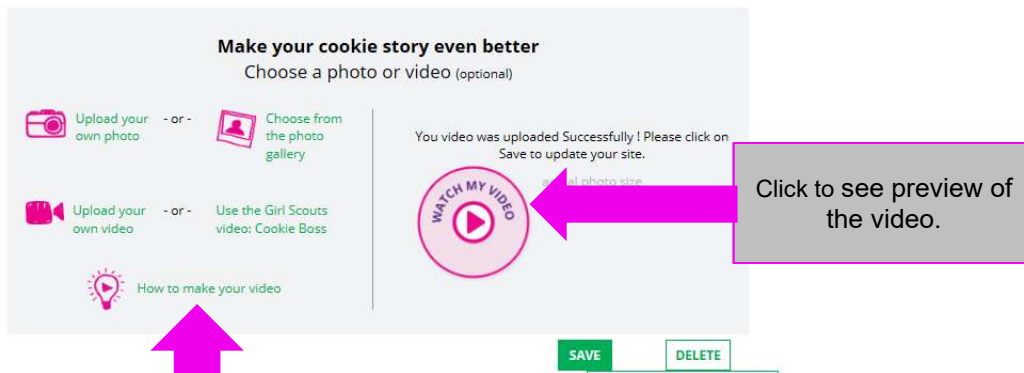 Make your cookie story even better
Choose a photo or video (optional)
Upload your - or - Choose from
own photo the photo
gallery
Upload your - or - Use the Girl Scouts
own video video: Cookie Boss
How to make your video
You video was uploaded Successfully ! Please click on
Save to update your site.
photo size
WATCH MY VIDEO
Click to see preview of
the video.
SAVE DELETE